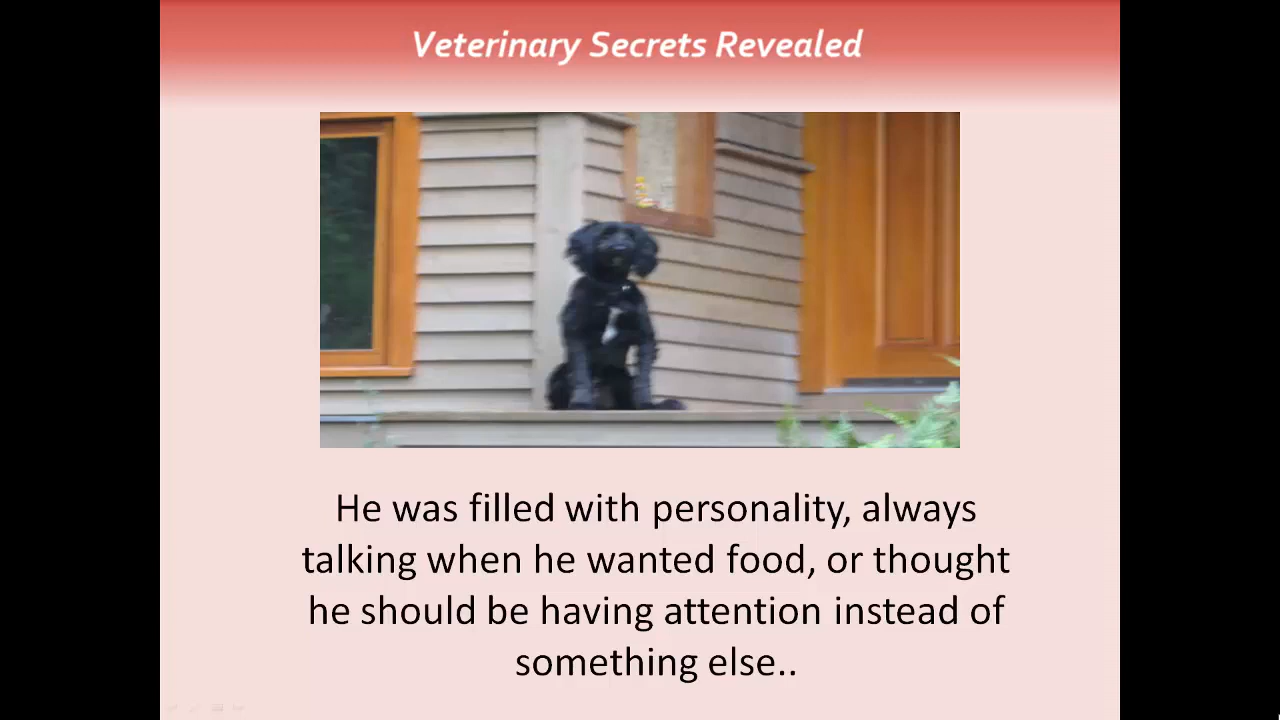 Veterinary Secrets Revealed
He was filled with personality, always
talking when he wanted food, or thought
he should be having attention instead of
something else..